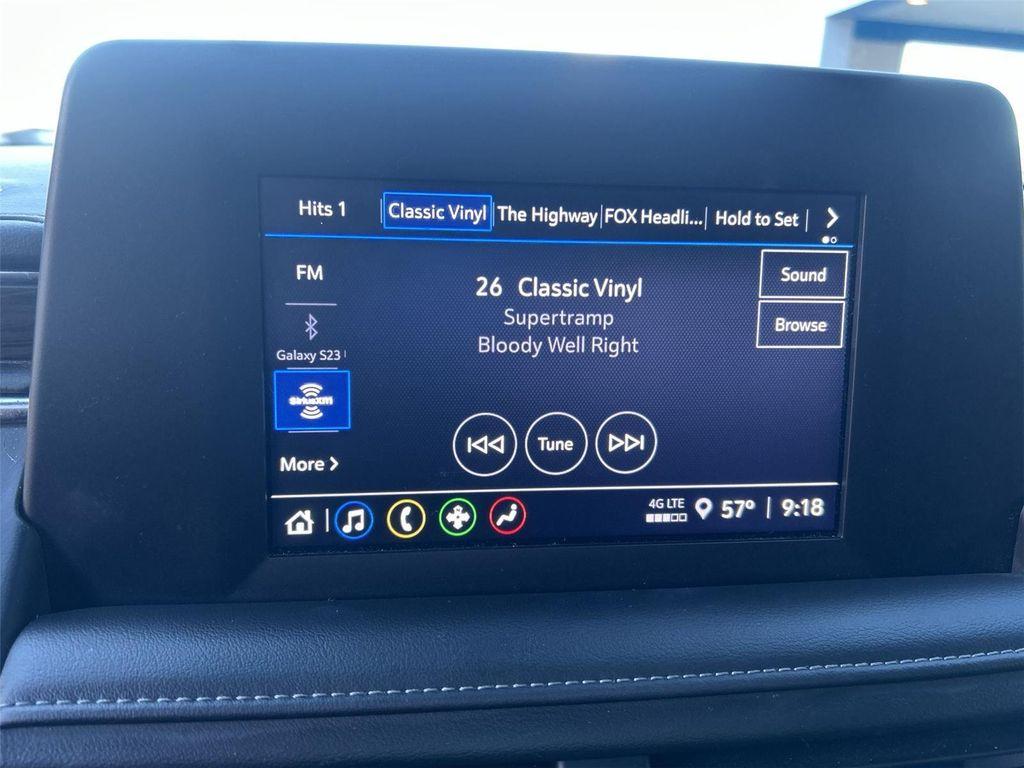 Hits 1 Classic Vinyl The Highway FOX Headli... Hold to Set >
FM
26 Classic Vinyl
Supertramp
Bloody Well Right
Sound
Browse
Galaxy S23
SiriusXM
More >
Tune
4G LTE
57° | 9:18